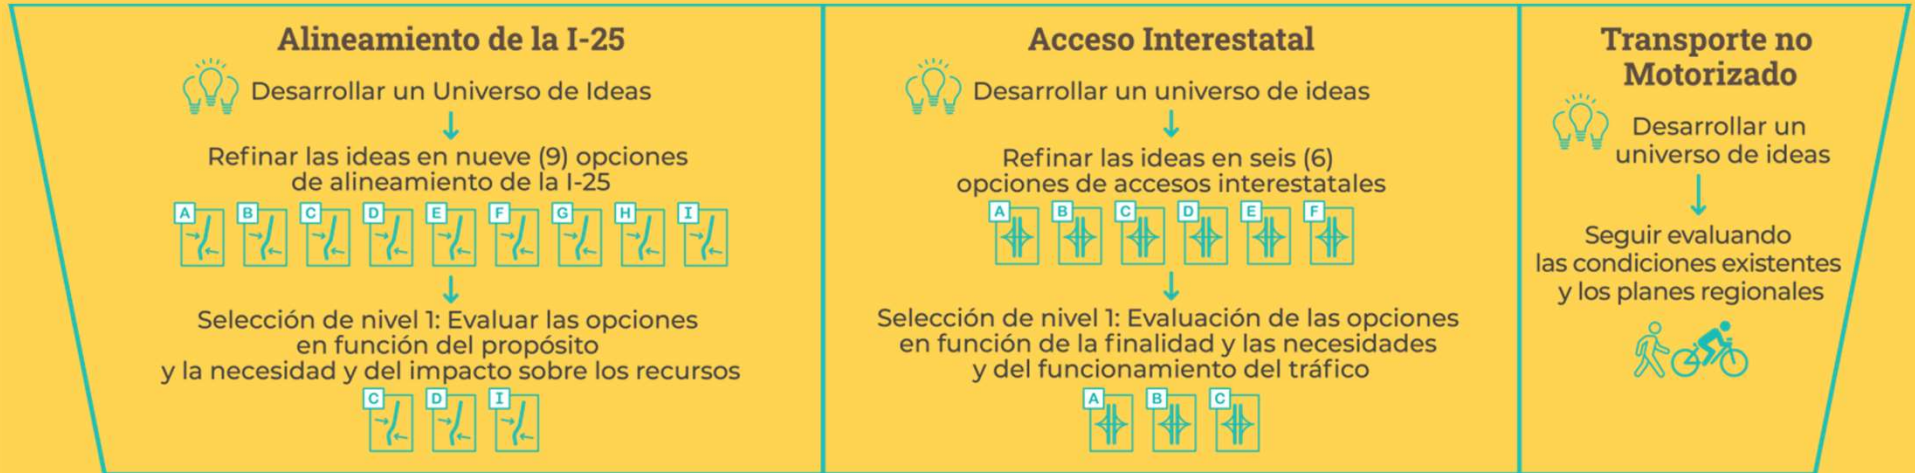 Alineamiento de la I-25
Desarrollar un Universo de Ideas
Refinar las ideas en nueve (9) opciones
de alineamiento de la I-25
A B C D E F G H I
Selección de nivel 1: Evaluar las opciones
en función del propósito
y la necesidad y del impacto sobre los recursos
C D I
Acceso Interestatal
Desarrollar un universo de ideas
Refinar las ideas en seis (6)
opciones de accesos interestatales
A B C D E F
Selección de nivel 1: Evaluación de las opciones
en función de la finalidad y las necesidades
y del funcionamiento del tráfico
A B C
Transporte no
Motorizado
Desarrollar un
universo de ideas
Seguir evaluando
las condiciones existentes
y los planes regionales